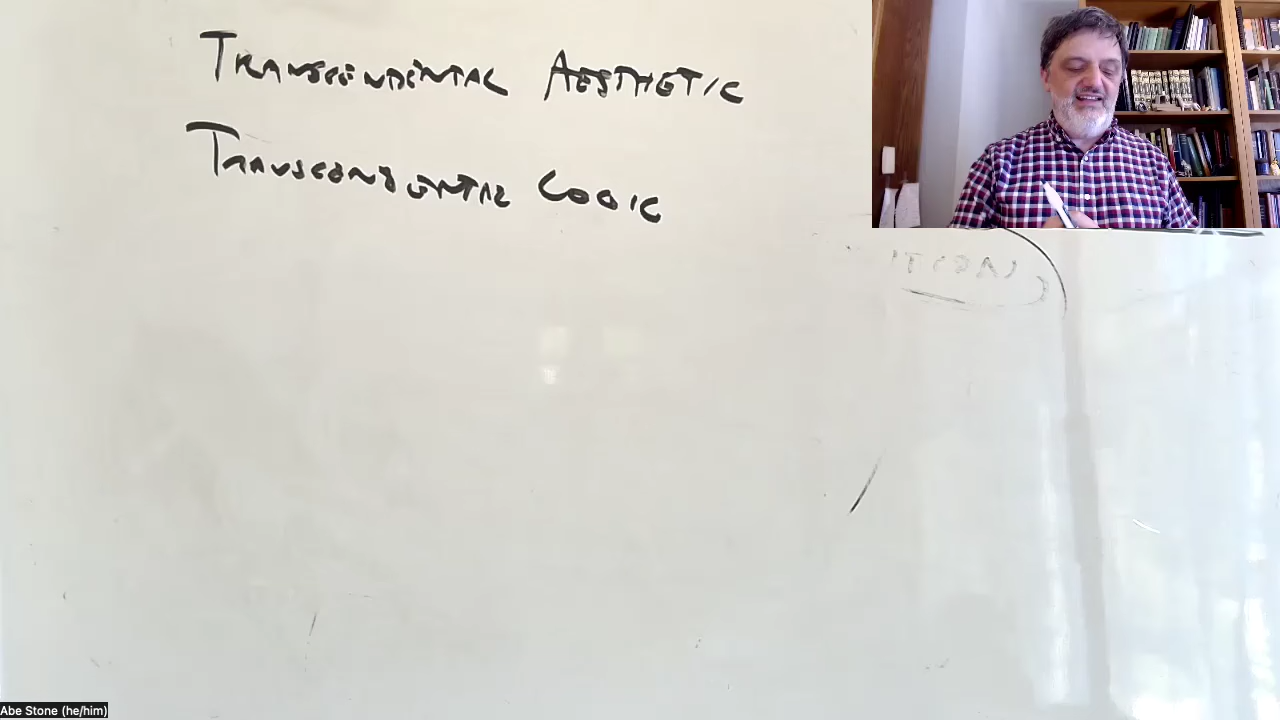 TRANSCENDENTAL AESTHETIC
TRANSCENDENTAL LOGIC
Abe Stone (he/him)